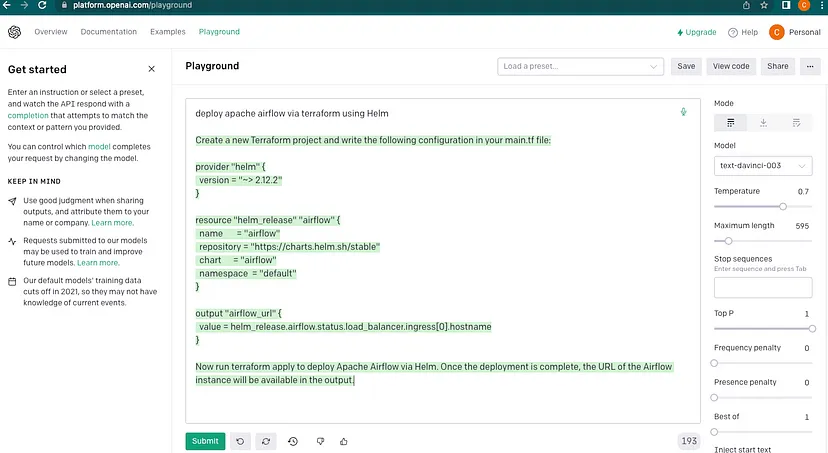 platform.openai.com/playground
C
Overview
Documentation
Examples
Playground
Upgrade
Help
C
Personal
Get started
Enter an instruction or select a preset,
and watch the API respond with a
completion that attempts to match the
context or pattern you provided.
You can control which model completes
your request by changing the model.
KEEP IN MIND
Use good judgment when sharing
outputs, and attribute them to your
name or company. Learn more.
Requests submitted to our models
may be used to train and improve
future models. Learn more.
Our default models' training data
cuts off in 2021, so they may not have
knowledge of current events.
Playground
Load a preset...
Save
View code
Share
...
deploy apache airflow via terraform using Helm
Create a new Terraform project and write the following configuration in your main.tf file:
provider "helm" {
version = "~> 2.12.2"
}
resource "helm_release" "airflow" {
name = "airflow"
repository = "https://charts.helm.sh/stable"
chart = "airflow"
namespace = "default"
}
output "airflow_url" {
value = helm_release.airflow.status.load_balancer.ingress[0].hostname
}
Now run terraform apply to deploy Apache Airflow via Helm. Once the deployment is complete, the URL of the Airflow
instance will be available in the output.
Submit
193
Mode
Model
text-davinci-003
Temperature 0.7
Maximum length 595
Stop sequences
Enter sequence and press Tab
Top P 1
Frequency penalty 0
Presence penalty 0
Best of 1
Inject start text